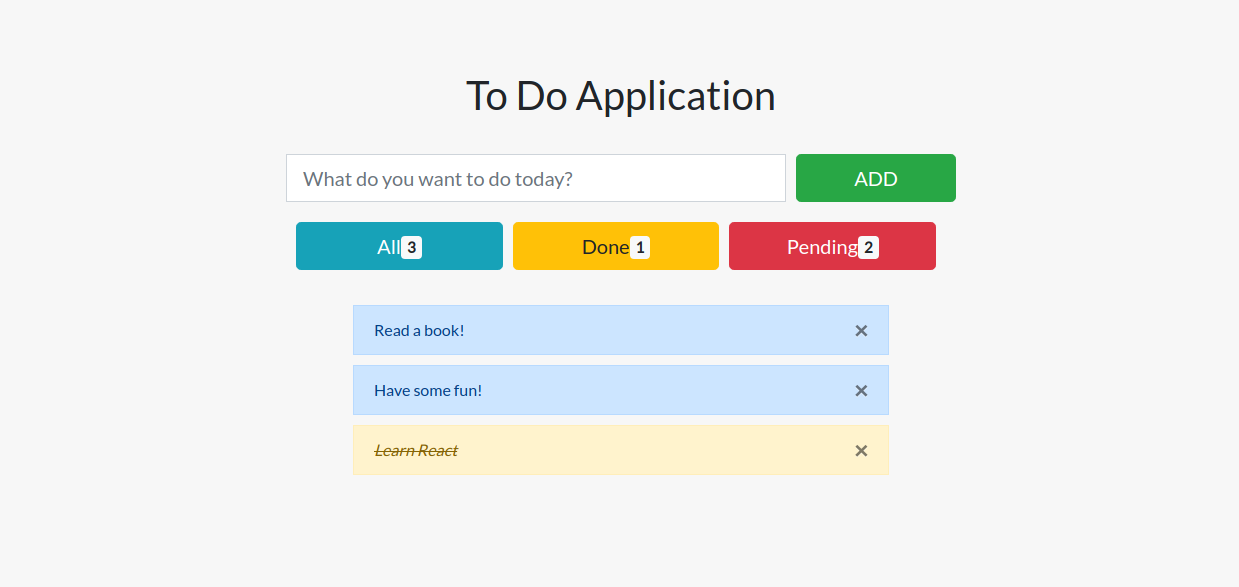 To Do Application
What do you want to do today?
ADD
All 3
Done 1
Pending 2
Read a book! ×
Have some fun! ×
Learn React ×